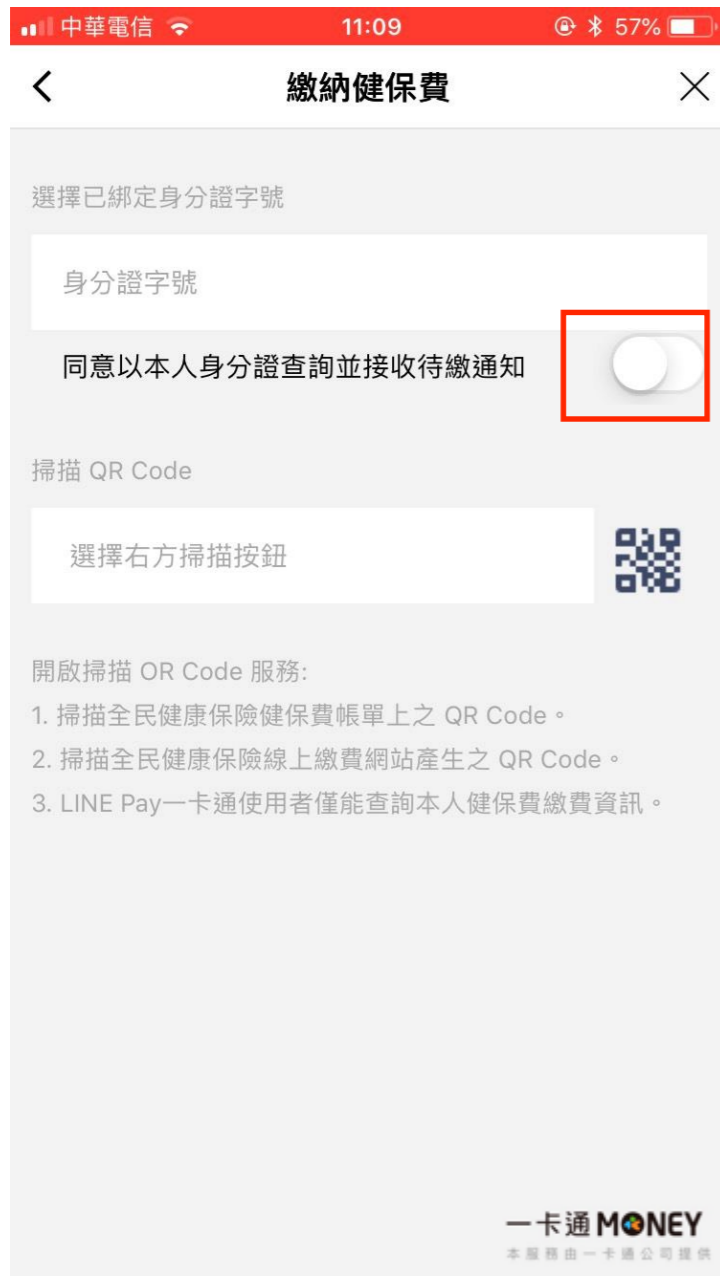 中華電信 11:09 57%
繳納健保費
選擇已綁定身分證字號
身分證字號
同意以本人身分證查詢並接收待繳通知
掃描 QR Code
選擇右方掃描按鈕
開啟掃描 QR Code 服務:
1. 掃描全民健康保險健保費帳單上之 QR Code。
2. 掃描全民健康保險線上繳費網站產生之 QR Code。
3. LINE Pay一卡通使用者僅能查詢本人健保費繳費資訊。
一卡通 MONEY
本服務由一卡通公司提供